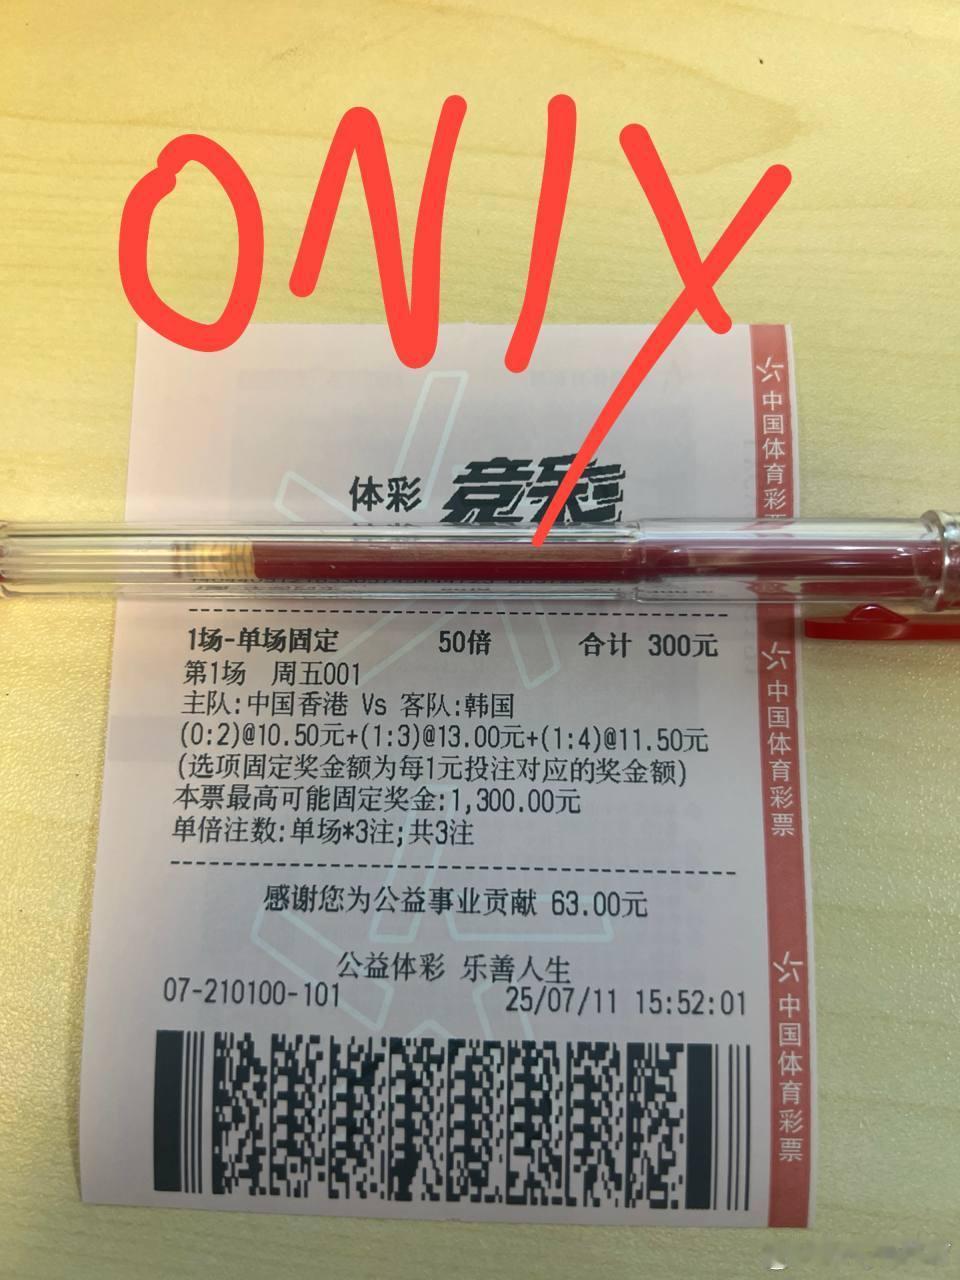 ONIX
体彩 竞彩
1场-单场固定 50倍 合计 300元
第1场 周五001
主队:中国香港 Vs 客队:韩国
(0:2)@10.50元+(1:3)@13.00元+(1:4)@11.50元
(选项固定奖金额为每1元投注对应的奖金额)
本票最高可能固定奖金:1,300.00元
单倍注数:单场*3注;共3注
感谢您为公益事业贡献 63.00元
公益体彩 乐善人生
07-210100-101 25/07/11 15:52:01
中国体育彩票
中国体育彩票
中国体育彩票